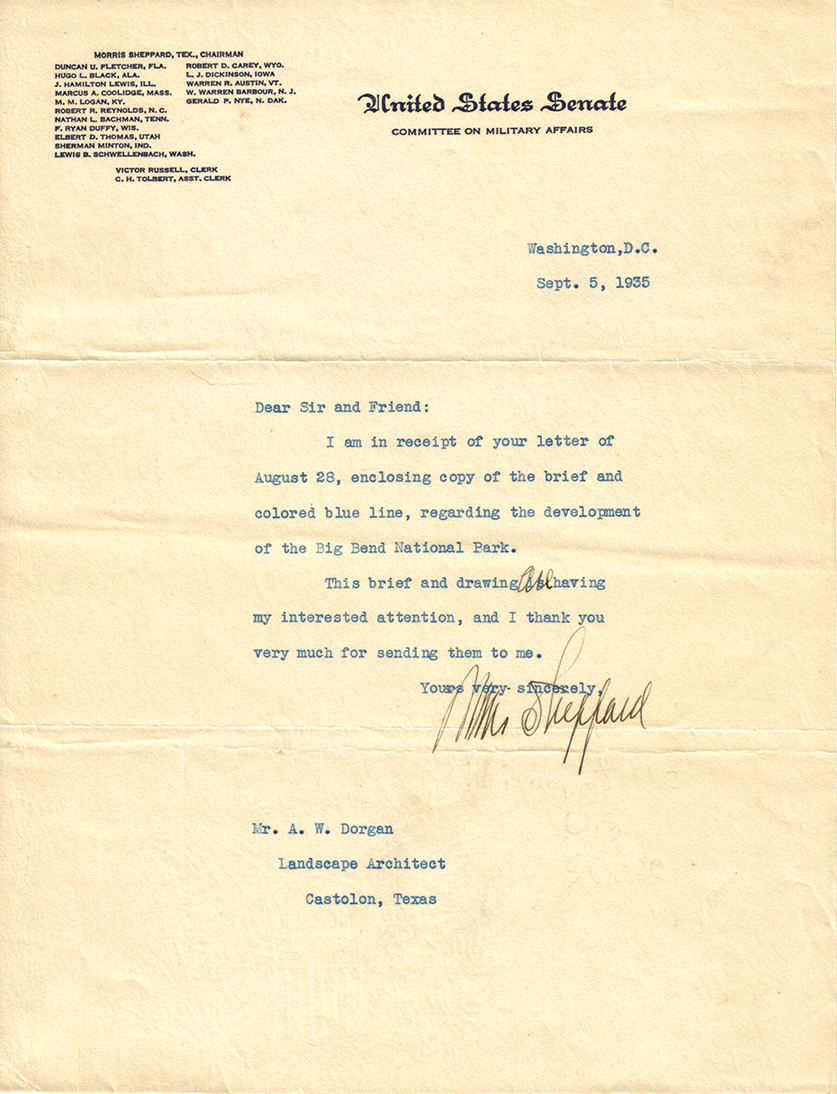 MORRIS SHEPPARD, TEX., CHAIRMAN
DUNCAN U. FLETCHER, FLA.
HUGO L. BLACK, ALA.
J. HAMILTON LEWIS, ILL.
MARCUS A. COOLIDGE, MASS.
M. M. LOGAN, KY.
ROBERT R. REYNOLDS, N. C.
NATHAN L. BACHMAN, TENN.
F. RYAN DUFFY, WIS.
ELBERT D. THOMAS, UTAH
SHERMAN MINTON, IND.
LEWIS B. SCHWELLENBACH, WASH.
ROBERT D. CAREY, WYO.
L. J. DICKINSON, IOWA
WARREN R. AUSTIN, VT.
W. WARREN BARBOUR, N. J.
GERALD P. NYE, N. DAK.
VICTOR RUSSELL, CLERK
C. H. TOLBERT, ASST. CLERK
United States Senate
COMMITTEE ON MILITARY AFFAIRS
Washington,D.C.
Sept. 5, 1935
Dear Sir and Friend:
I am in receipt of your letter of
August 28, enclosing copy of the brief and
colored blue line, regarding the development
of the Big Bend National Park.
This brief and drawing are having
my interested attention, and I thank you
very much for sending them to me.
Yours very sincerely,
Morris Sheppard
Mr. A. W. Dorgan
Landscape Architect
Castolon, Texas